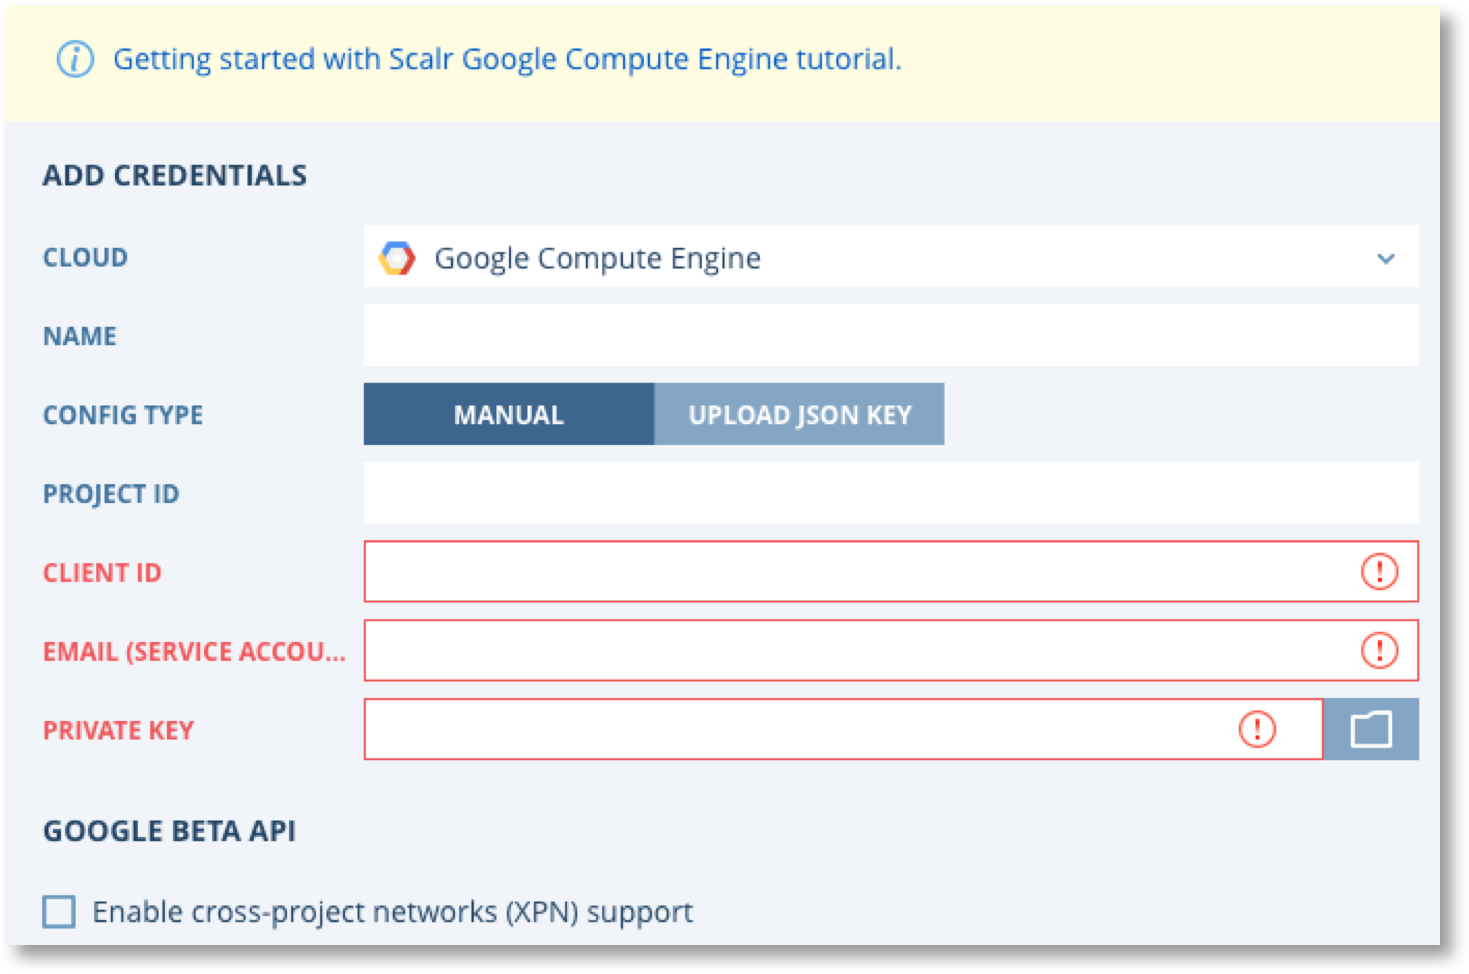 Getting started with Scalr Google Compute Engine tutorial.
ADD CREDENTIALS
CLOUD Google Compute Engine
NAME
CONFIG TYPE MANUAL UPLOAD JSON KEY
PROJECT ID
CLIENT ID
EMAIL (SERVICE ACCOU...
PRIVATE KEY
GOOGLE BETA API
Enable cross-project networks (XPN) support